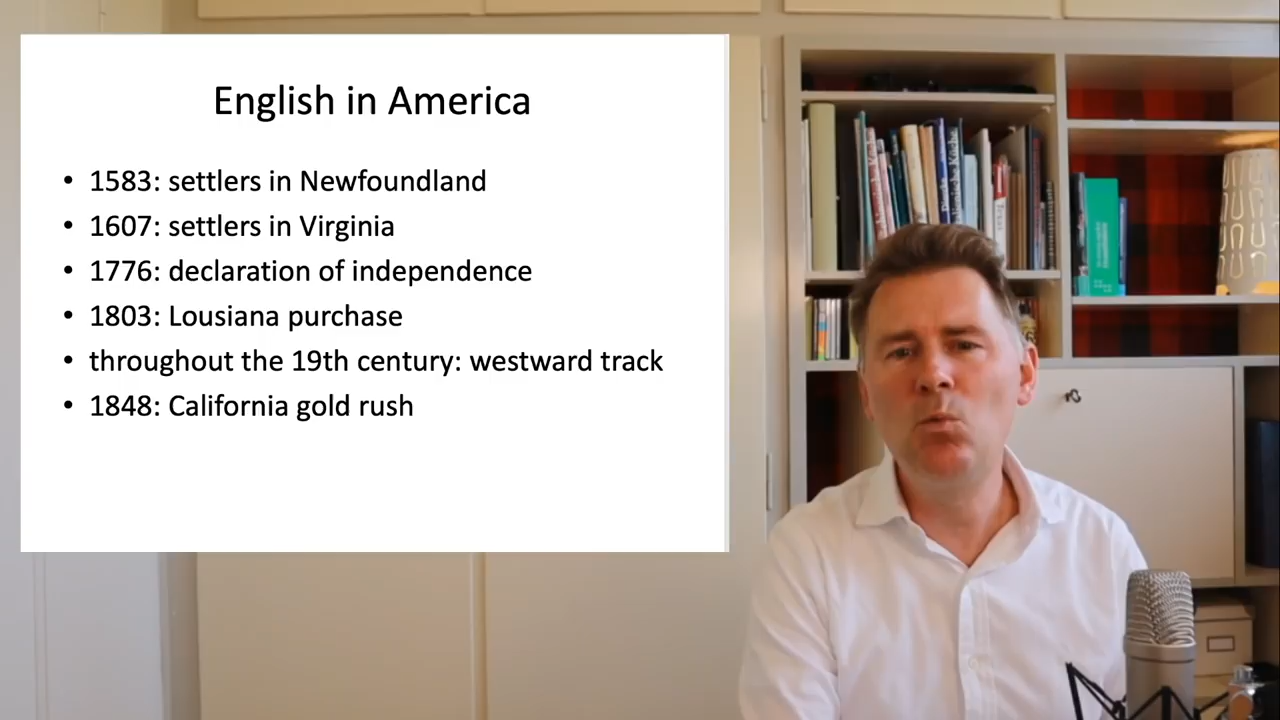 English in America
• 1583: settlers in Newfoundland
• 1607: settlers in Virginia
• 1776: declaration of independence
• 1803: Lousiana purchase
• throughout the 19th century: westward track
• 1848: California gold rush